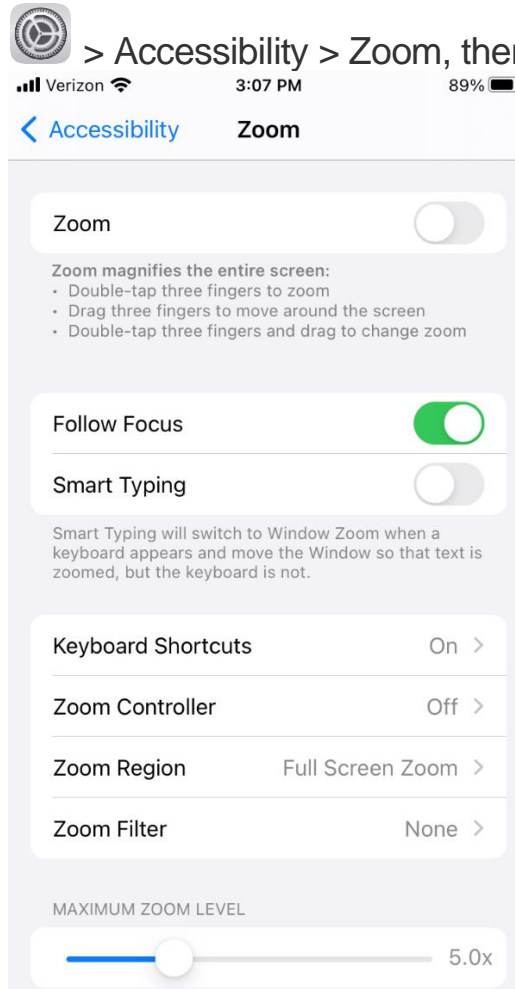 > Accessibility > Zoom, then
Verizon 3:07 PM 89%
Accessibility Zoom
Zoom
Zoom magnifies the entire screen:
• Double-tap three fingers to zoom
• Drag three fingers to move around the screen
• Double-tap three fingers and drag to change zoom
Follow Focus
Smart Typing
Smart Typing will switch to Window Zoom when a
keyboard appears and move the Window so that text is
zoomed, but the keyboard is not.
Keyboard Shortcuts On >
Zoom Controller Off >
Zoom Region Full Screen Zoom >
Zoom Filter None >
MAXIMUM ZOOM LEVEL
5.0x